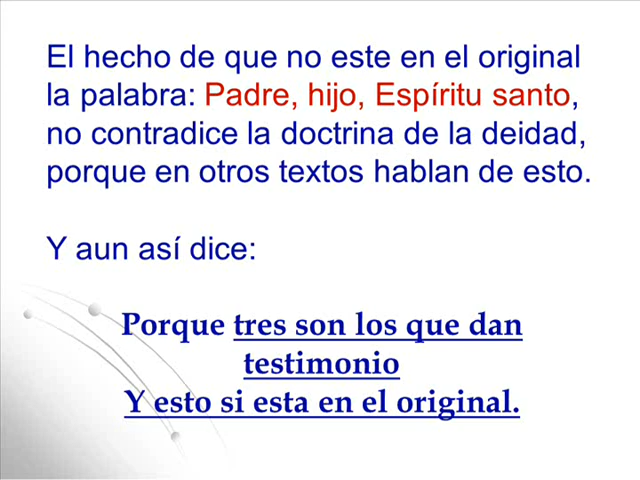 El hecho de que no este en el original
la palabra: Padre, hijo, Espíritu santo,
no contradice la doctrina de la deidad,
porque en otros textos hablan de esto.
Y aun así dice:
Porque tres son los que dan
testimonio
Y esto si esta en el original.